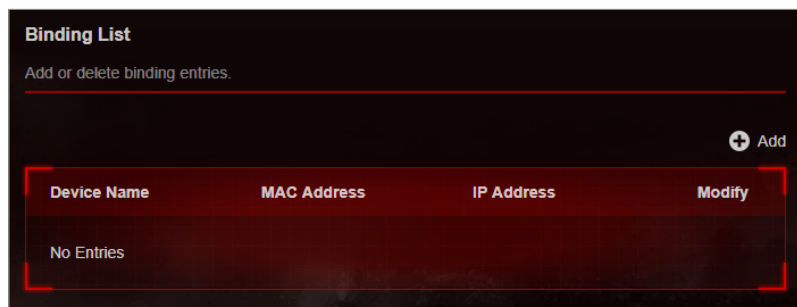 Binding List
Add or delete binding entries.
Add
Device Name MAC Address IP Address Modify
No Entries